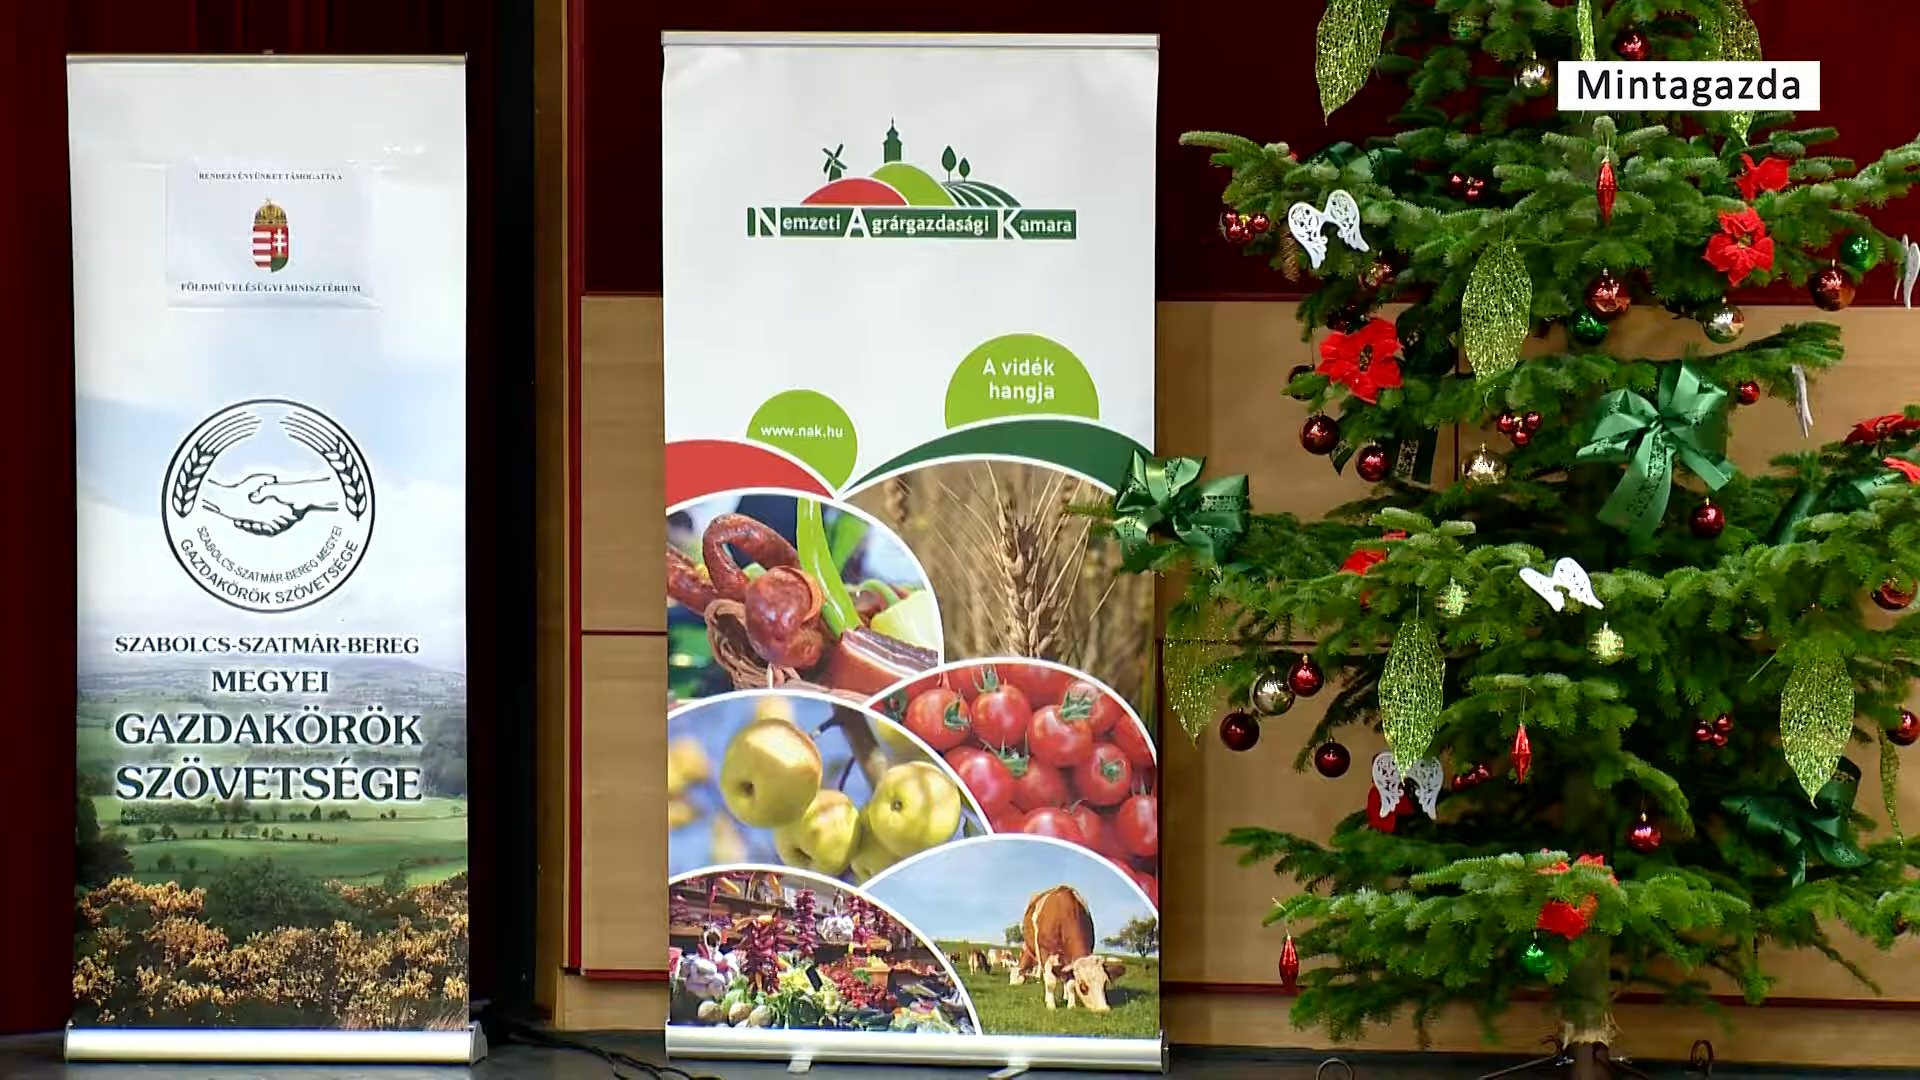 Mintagazda
RENDEZVÉNYÜNKET TÁMOGATTA A
FÖLDMŰVELÉSÜGYI MINISZTÉRIUM
SZABOLCS-SZATMÁR-BEREG MEGYEI
GAZDAKÖRÖK SZÖVETSÉGE
SZABOLCS-SZATMÁR-BEREG
MEGYEI
GAZDAKÖRÖK
SZÖVETSÉGE
Nemzeti Agrárgazdasági Kamara
A vidék
hangja
www.nak.hu